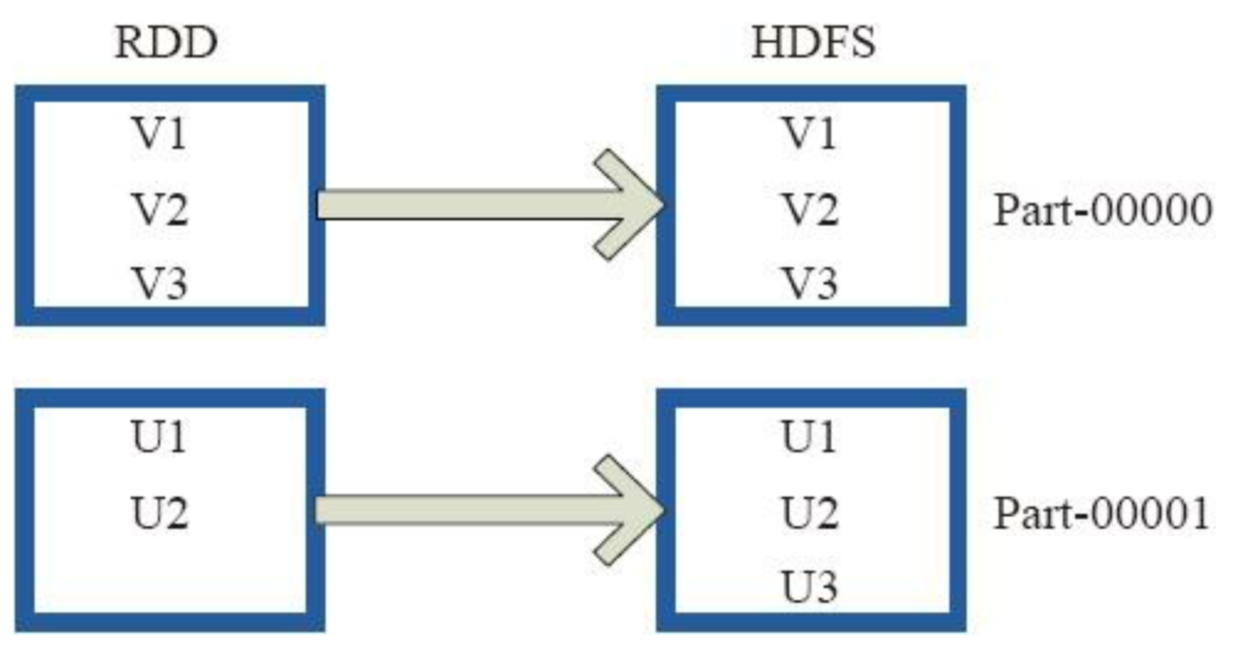 RDD HDFS
V1 V1
V2 V2 Part-00000
V3 V3
U1 U1
U2 U2 Part-00001
U3